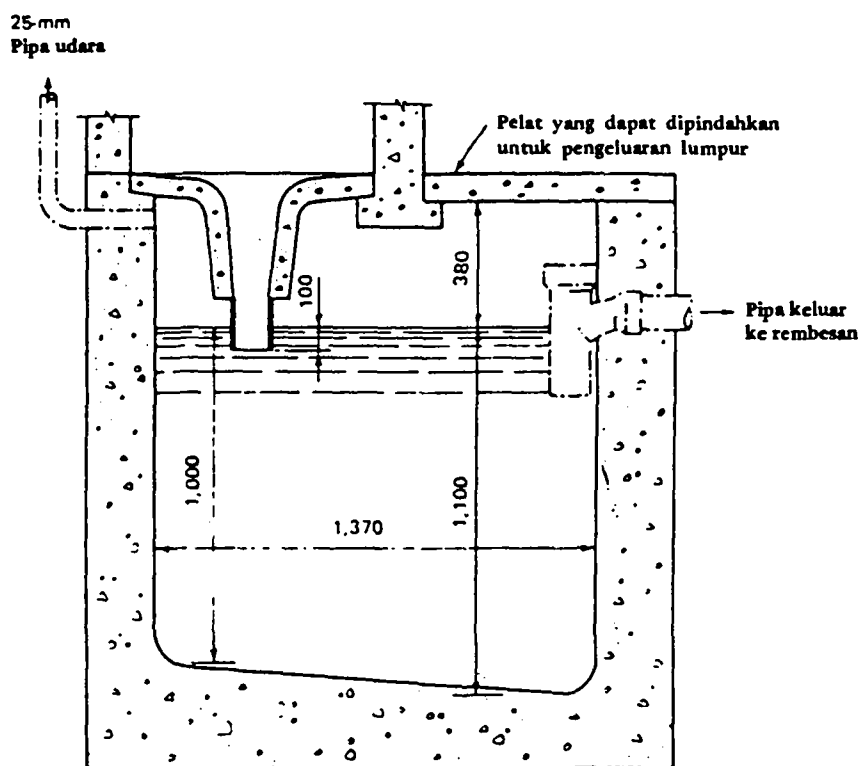 25-mm
Pipa udara
Pelat yang dapat dipindahkan
untuk pengeluaran lumpur
100
380
Pipa keluar
ke rembesan
1,000
1,100
1,370